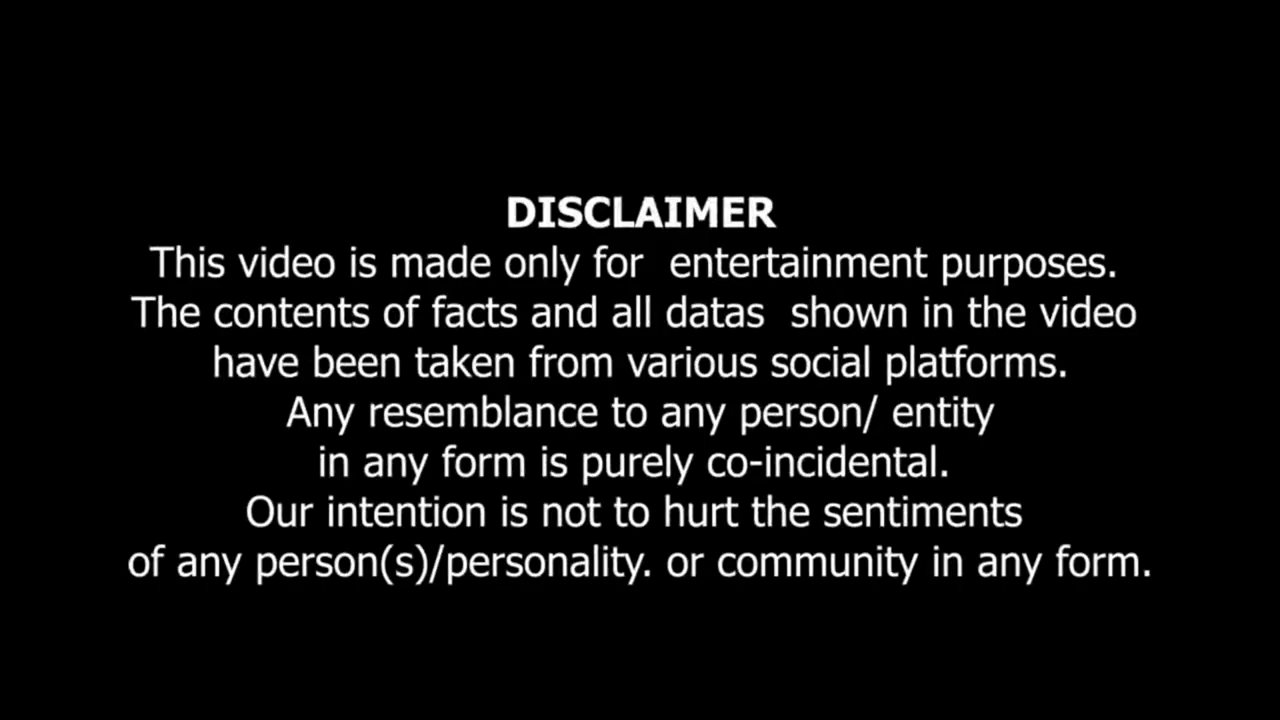 DISCLAIMER
This video is made only for  entertainment purposes.
The contents of facts and all datas  shown in the video
have been taken from various social platforms.
Any resemblance to any person/ entity
in any form is purely co-incidental.
Our intention is not to hurt the sentiments
of any person(s)/personality. or community in any form.